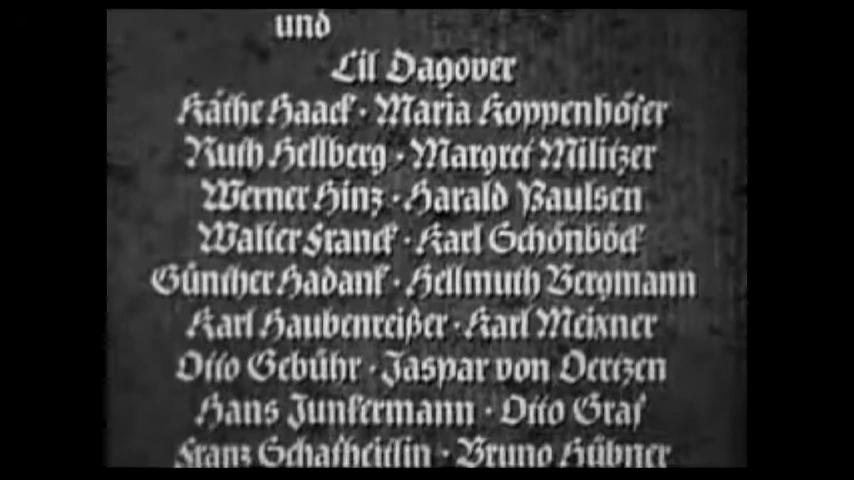 und
Lil Dagover
Käthe Haack · Maria Koppenhöfer
Ruth Hellberg · Margret Militzer
Werner Hinz · Harald Paulsen
Walter Franck · Karl Schönböck
Günther Hadank · Hellmuth Bergmann
Karl Haubenreißer · Karl Meixner
Otto Gebühr · Jaspar von Oertzen
Hans Junkermann · Otto Graf
Franz Schafheitlin · Bruno Hübner